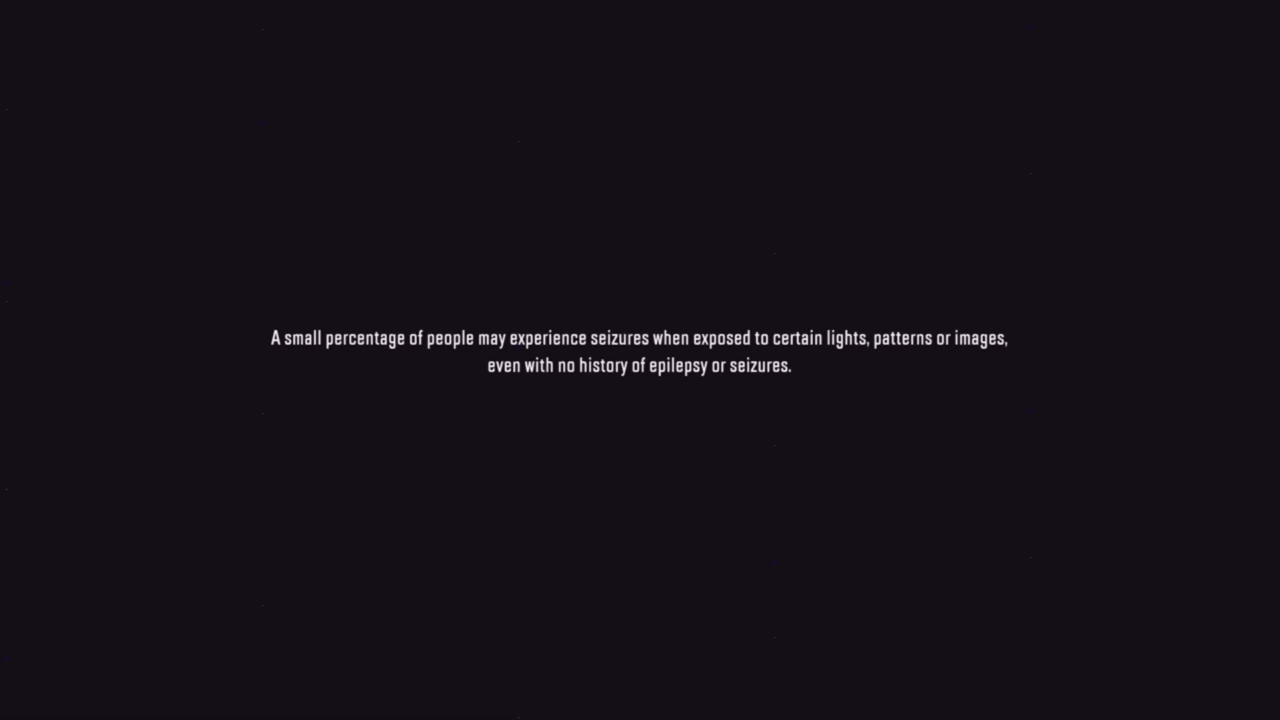 A small percentage of people may experience seizures when exposed to certain lights, patterns or images,
even with no history of epilepsy or seizures.